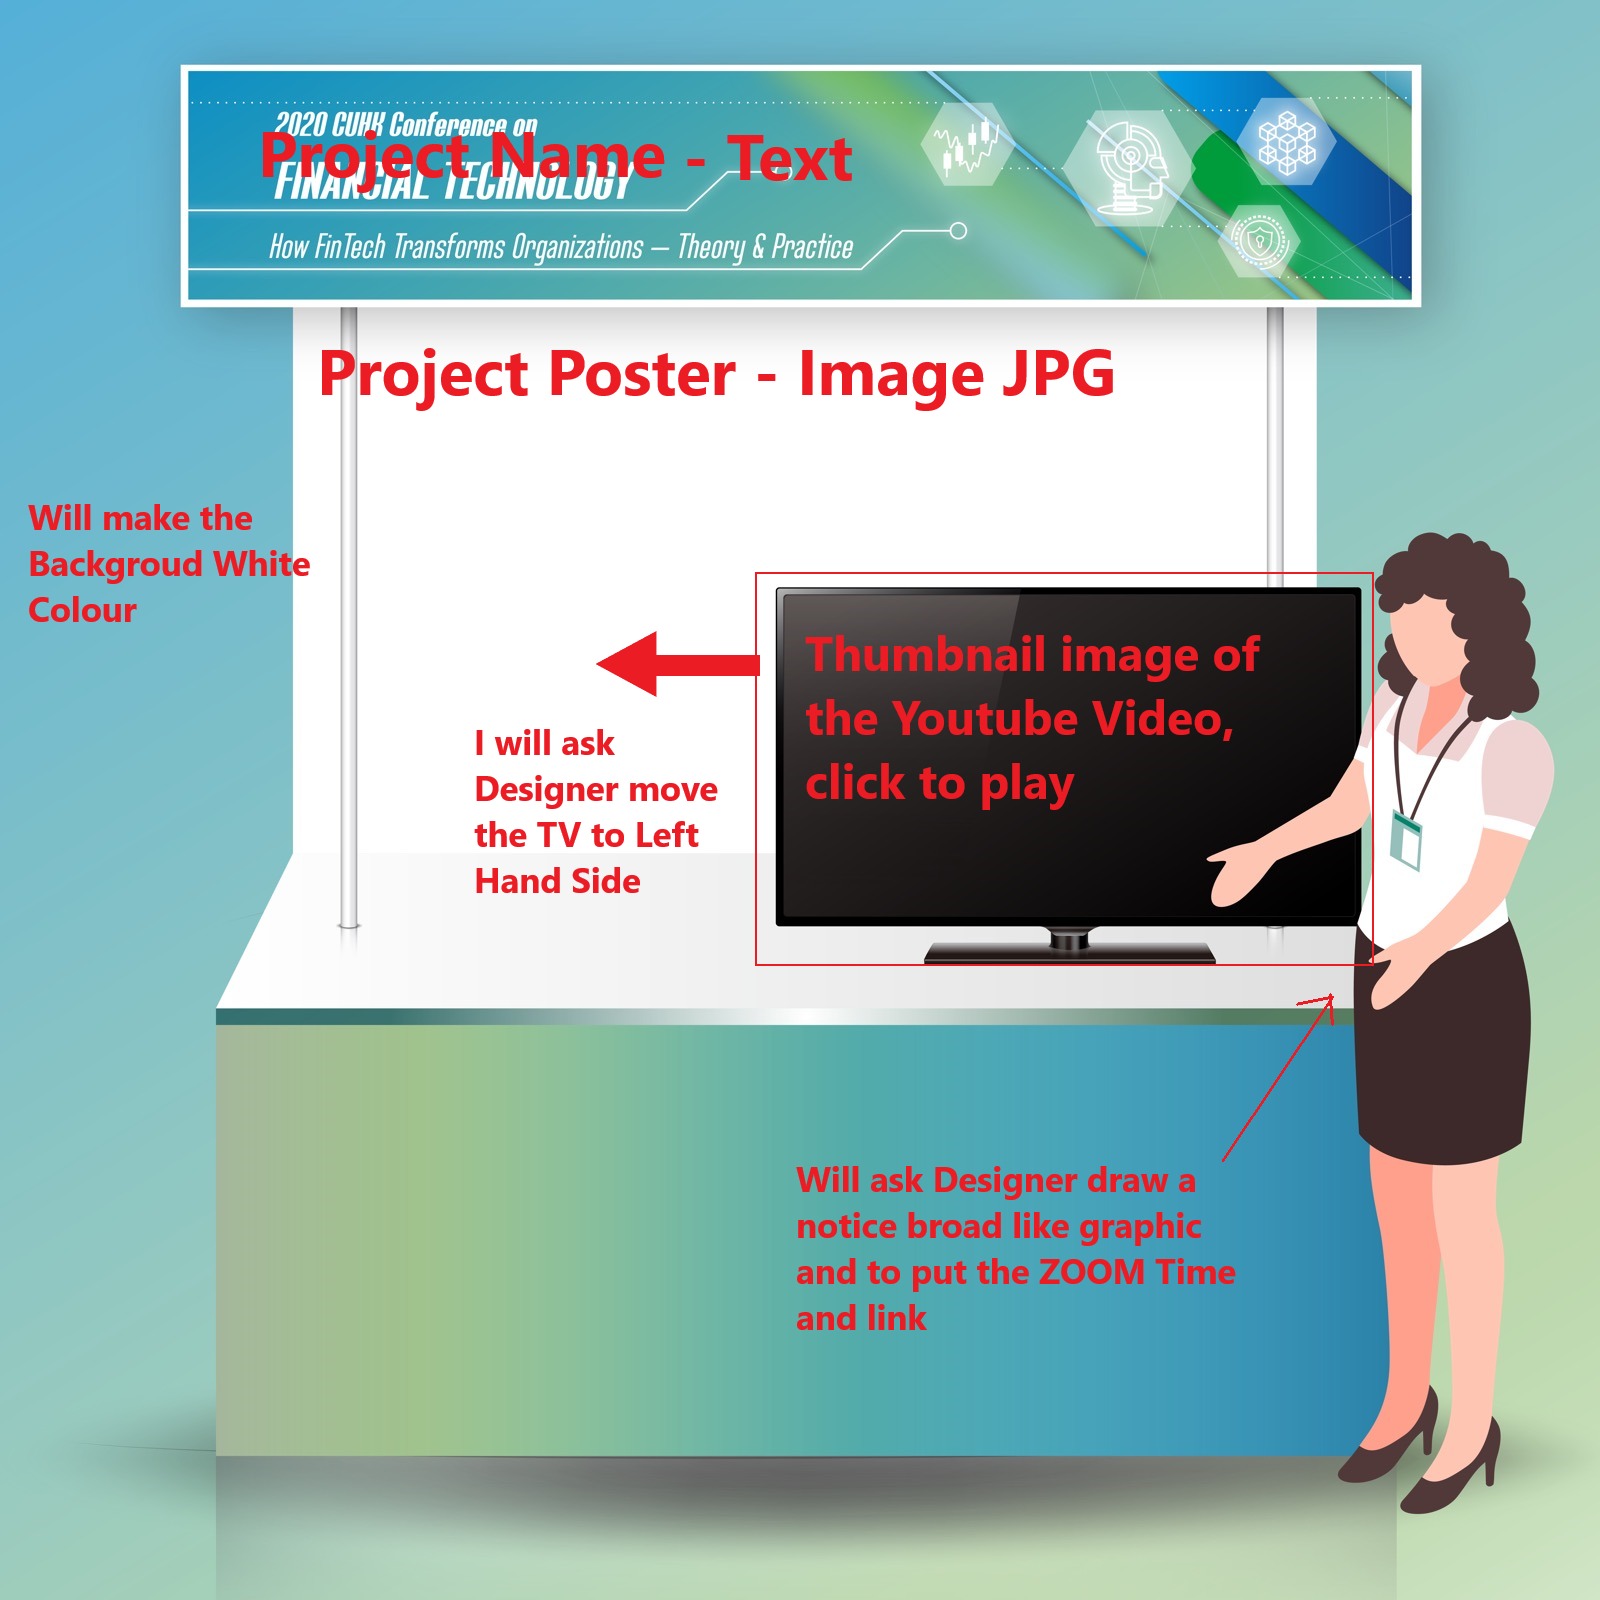 2020 CUHK Conference on
Project Name - Text
FINANCIAL TECHNOLOGY
How FinTech Transforms Organizations – Theory & Practice
Project Poster - Image JPG
Will make the
Backgroud White
Colour
Thumbnail image of
the Youtube Video,
click to play
I will ask
Designer move
the TV to Left
Hand Side
Will ask Designer draw a
notice broad like graphic
and to put the ZOOM Time
and link